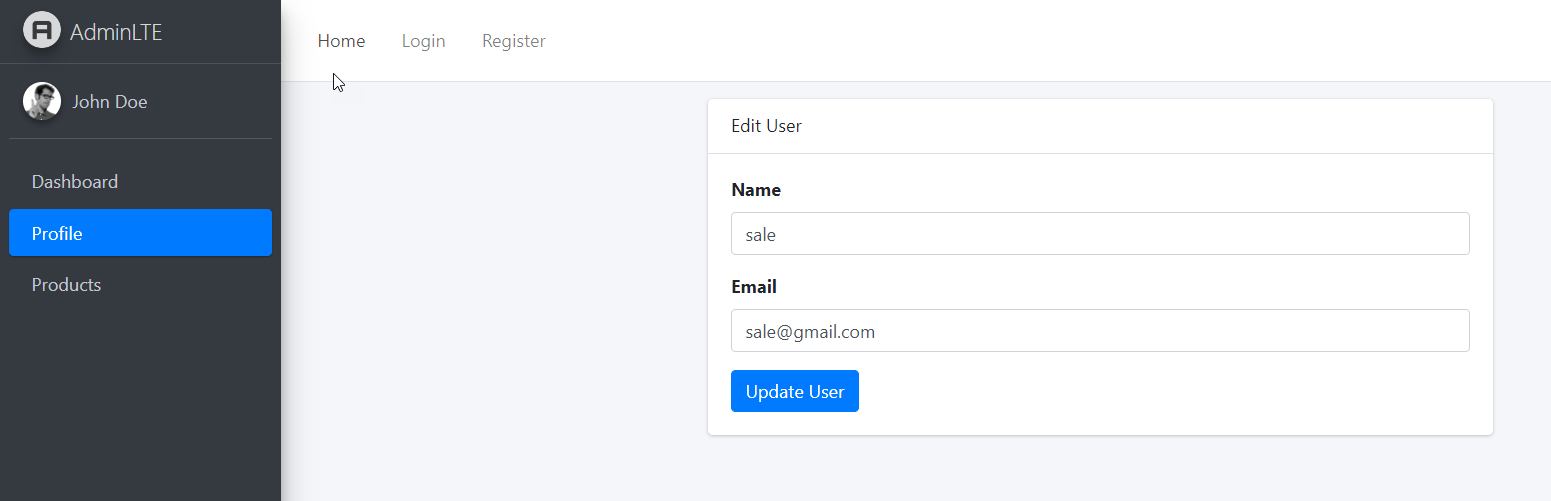 AdminLTE
John Doe
Dashboard
Profile
Products
Home Login Register
Edit User
Name
sale
Email
sale@gmail.com
Update User